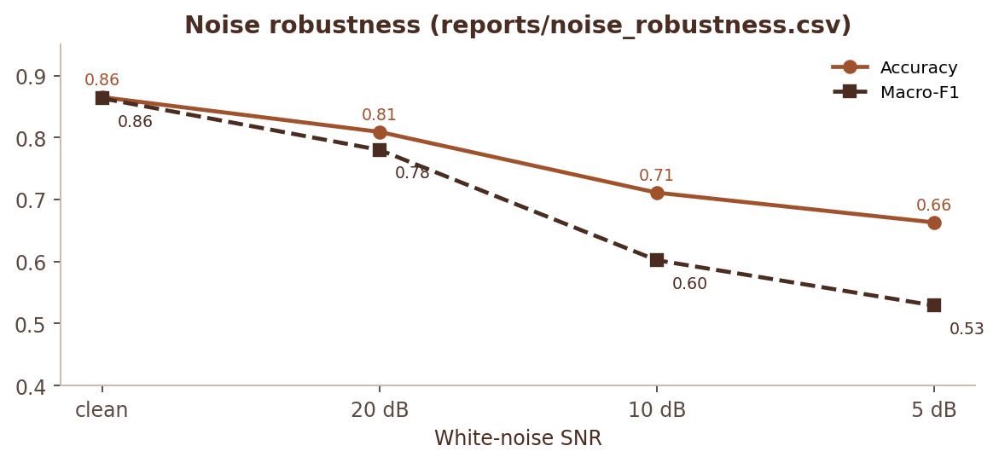 Noise robustness (reports/noise_robustness.csv)
Accuracy
Macro-F1
0.9
0.8
0.7
0.6
0.5
0.4
0.86
0.86
0.81
0.78
0.71
0.60
0.66
0.53
clean
20 dB
10 dB
5 dB
White-noise SNR